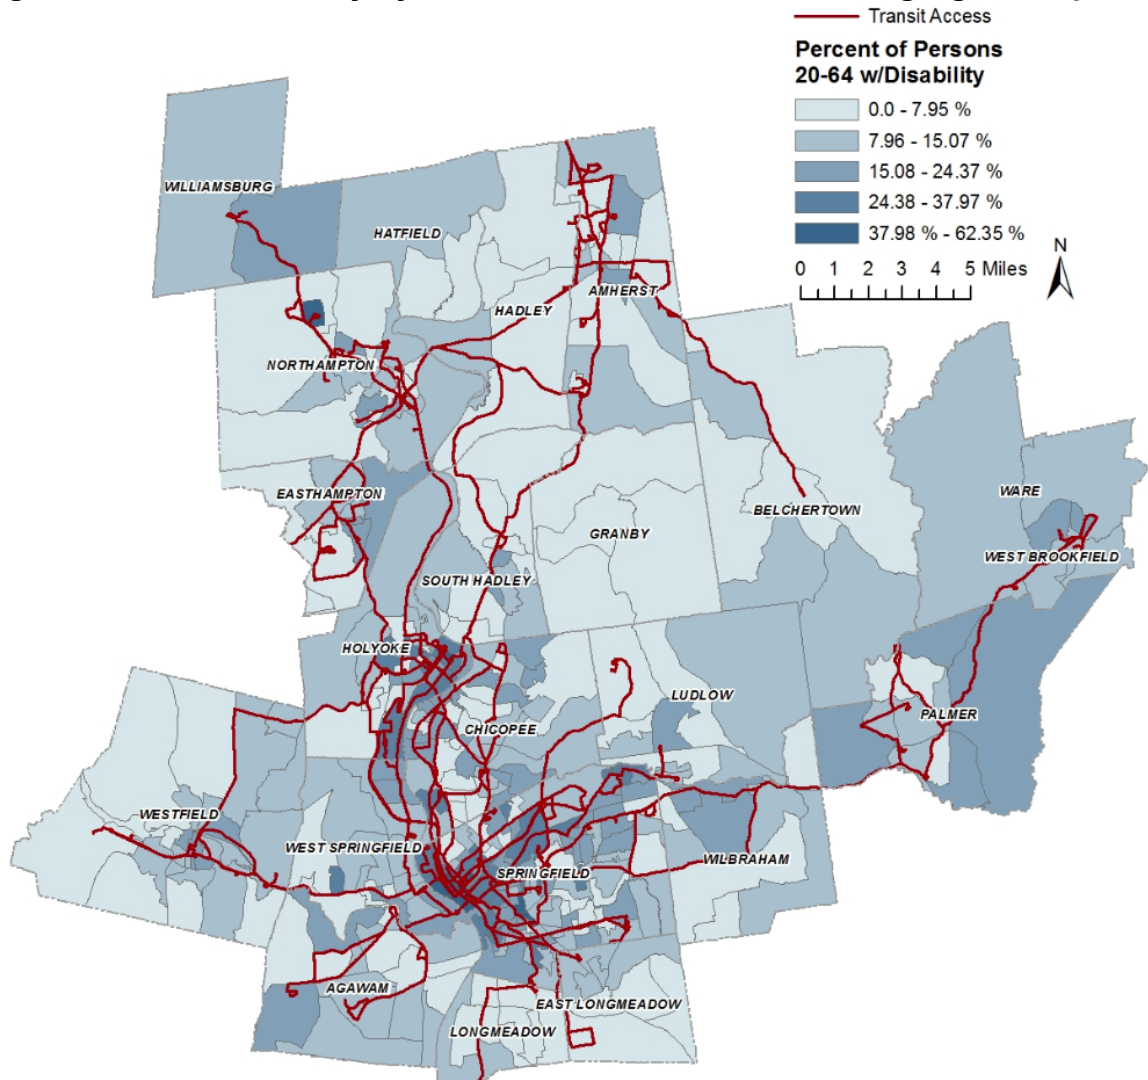 Transit Access
Percent of Persons
20-64 w/Disability
0.0 - 7.95 %
7.96 - 15.07 %
15.08 - 24.37 %
24.38 - 37.97 %
37.98 % - 62.35 %
N
0 1 2 3 4 5 Miles
WILLIAMSBURG
HATFIELD
AMHERST
HADLEY
NORTHAMPTON
EASTHAMPTON
WARE
BELCHERTOWN
GRANBY
WEST BROOKFIELD
SOUTH HADLEY
HOLYOKE
LUDLOW
PALMER
CHICOPEE
WESTFIELD
WEST SPRINGFIELD
WILBRAHAM
SPRINGFIELD
AGAWAM
EAST LONGMEADOW
LONGMEADOW